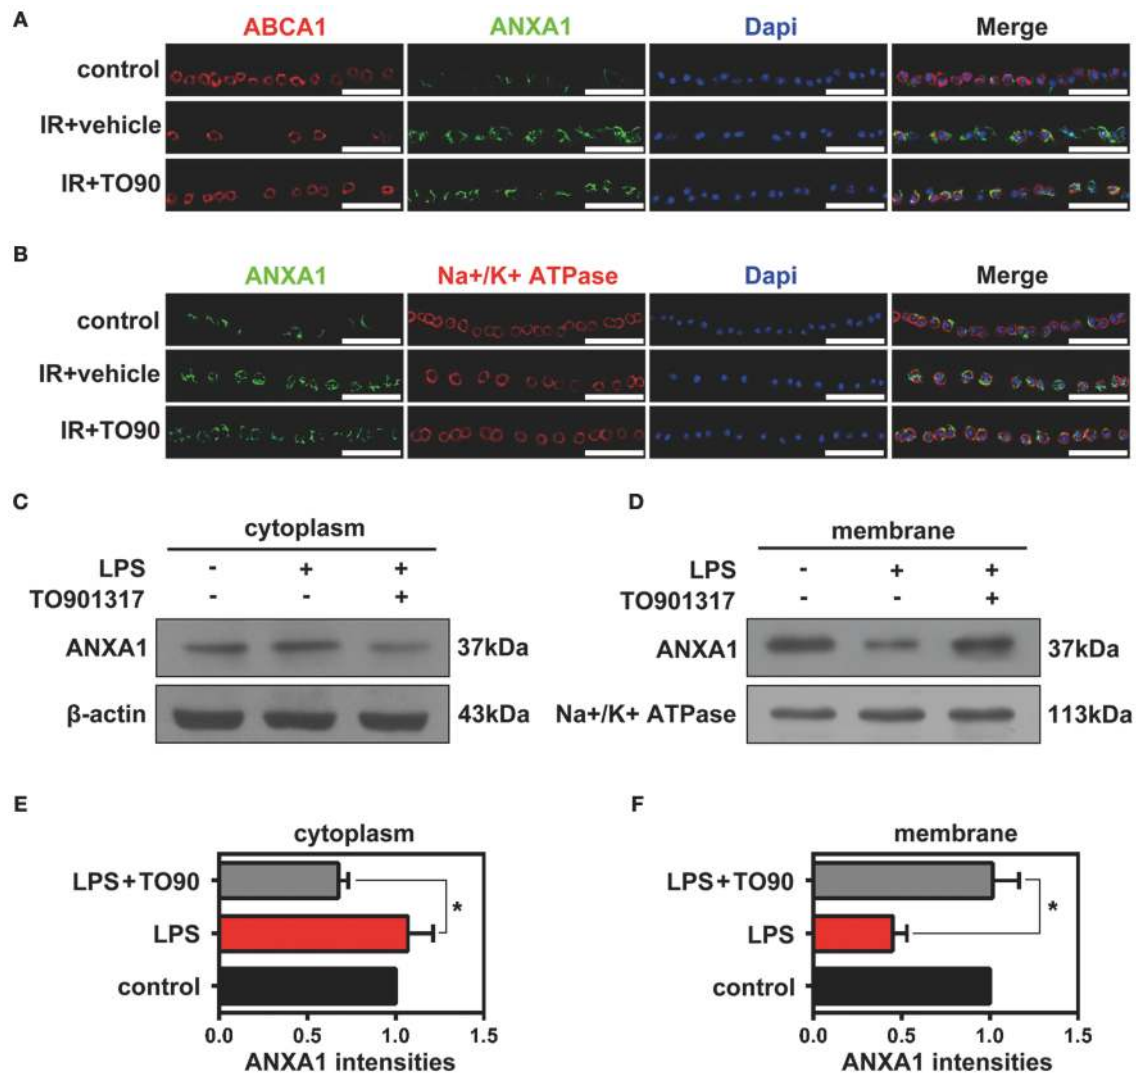 A
ABCA1 ANXA1 Dapi Merge
control
IR+vehicle
IR+TO90
B
ANXA1 Na+/K+ ATPase Dapi Merge
control
IR+vehicle
IR+TO90
C
cytoplasm
LPS - + +
TO901317 - - +
ANXA1 37kDa
β-actin 43kDa
D
membrane
LPS - + +
TO901317 - - +
ANXA1 37kDa
Na+/K+ ATPase 113kDa
E
cytoplasm
LPS+TO90
*
LPS
control
0.0 0.5 1.0 1.5
ANXA1 intensities
F
membrane
LPS+TO90
*
LPS
control
0.0 0.5 1.0 1.5
ANXA1 intensities